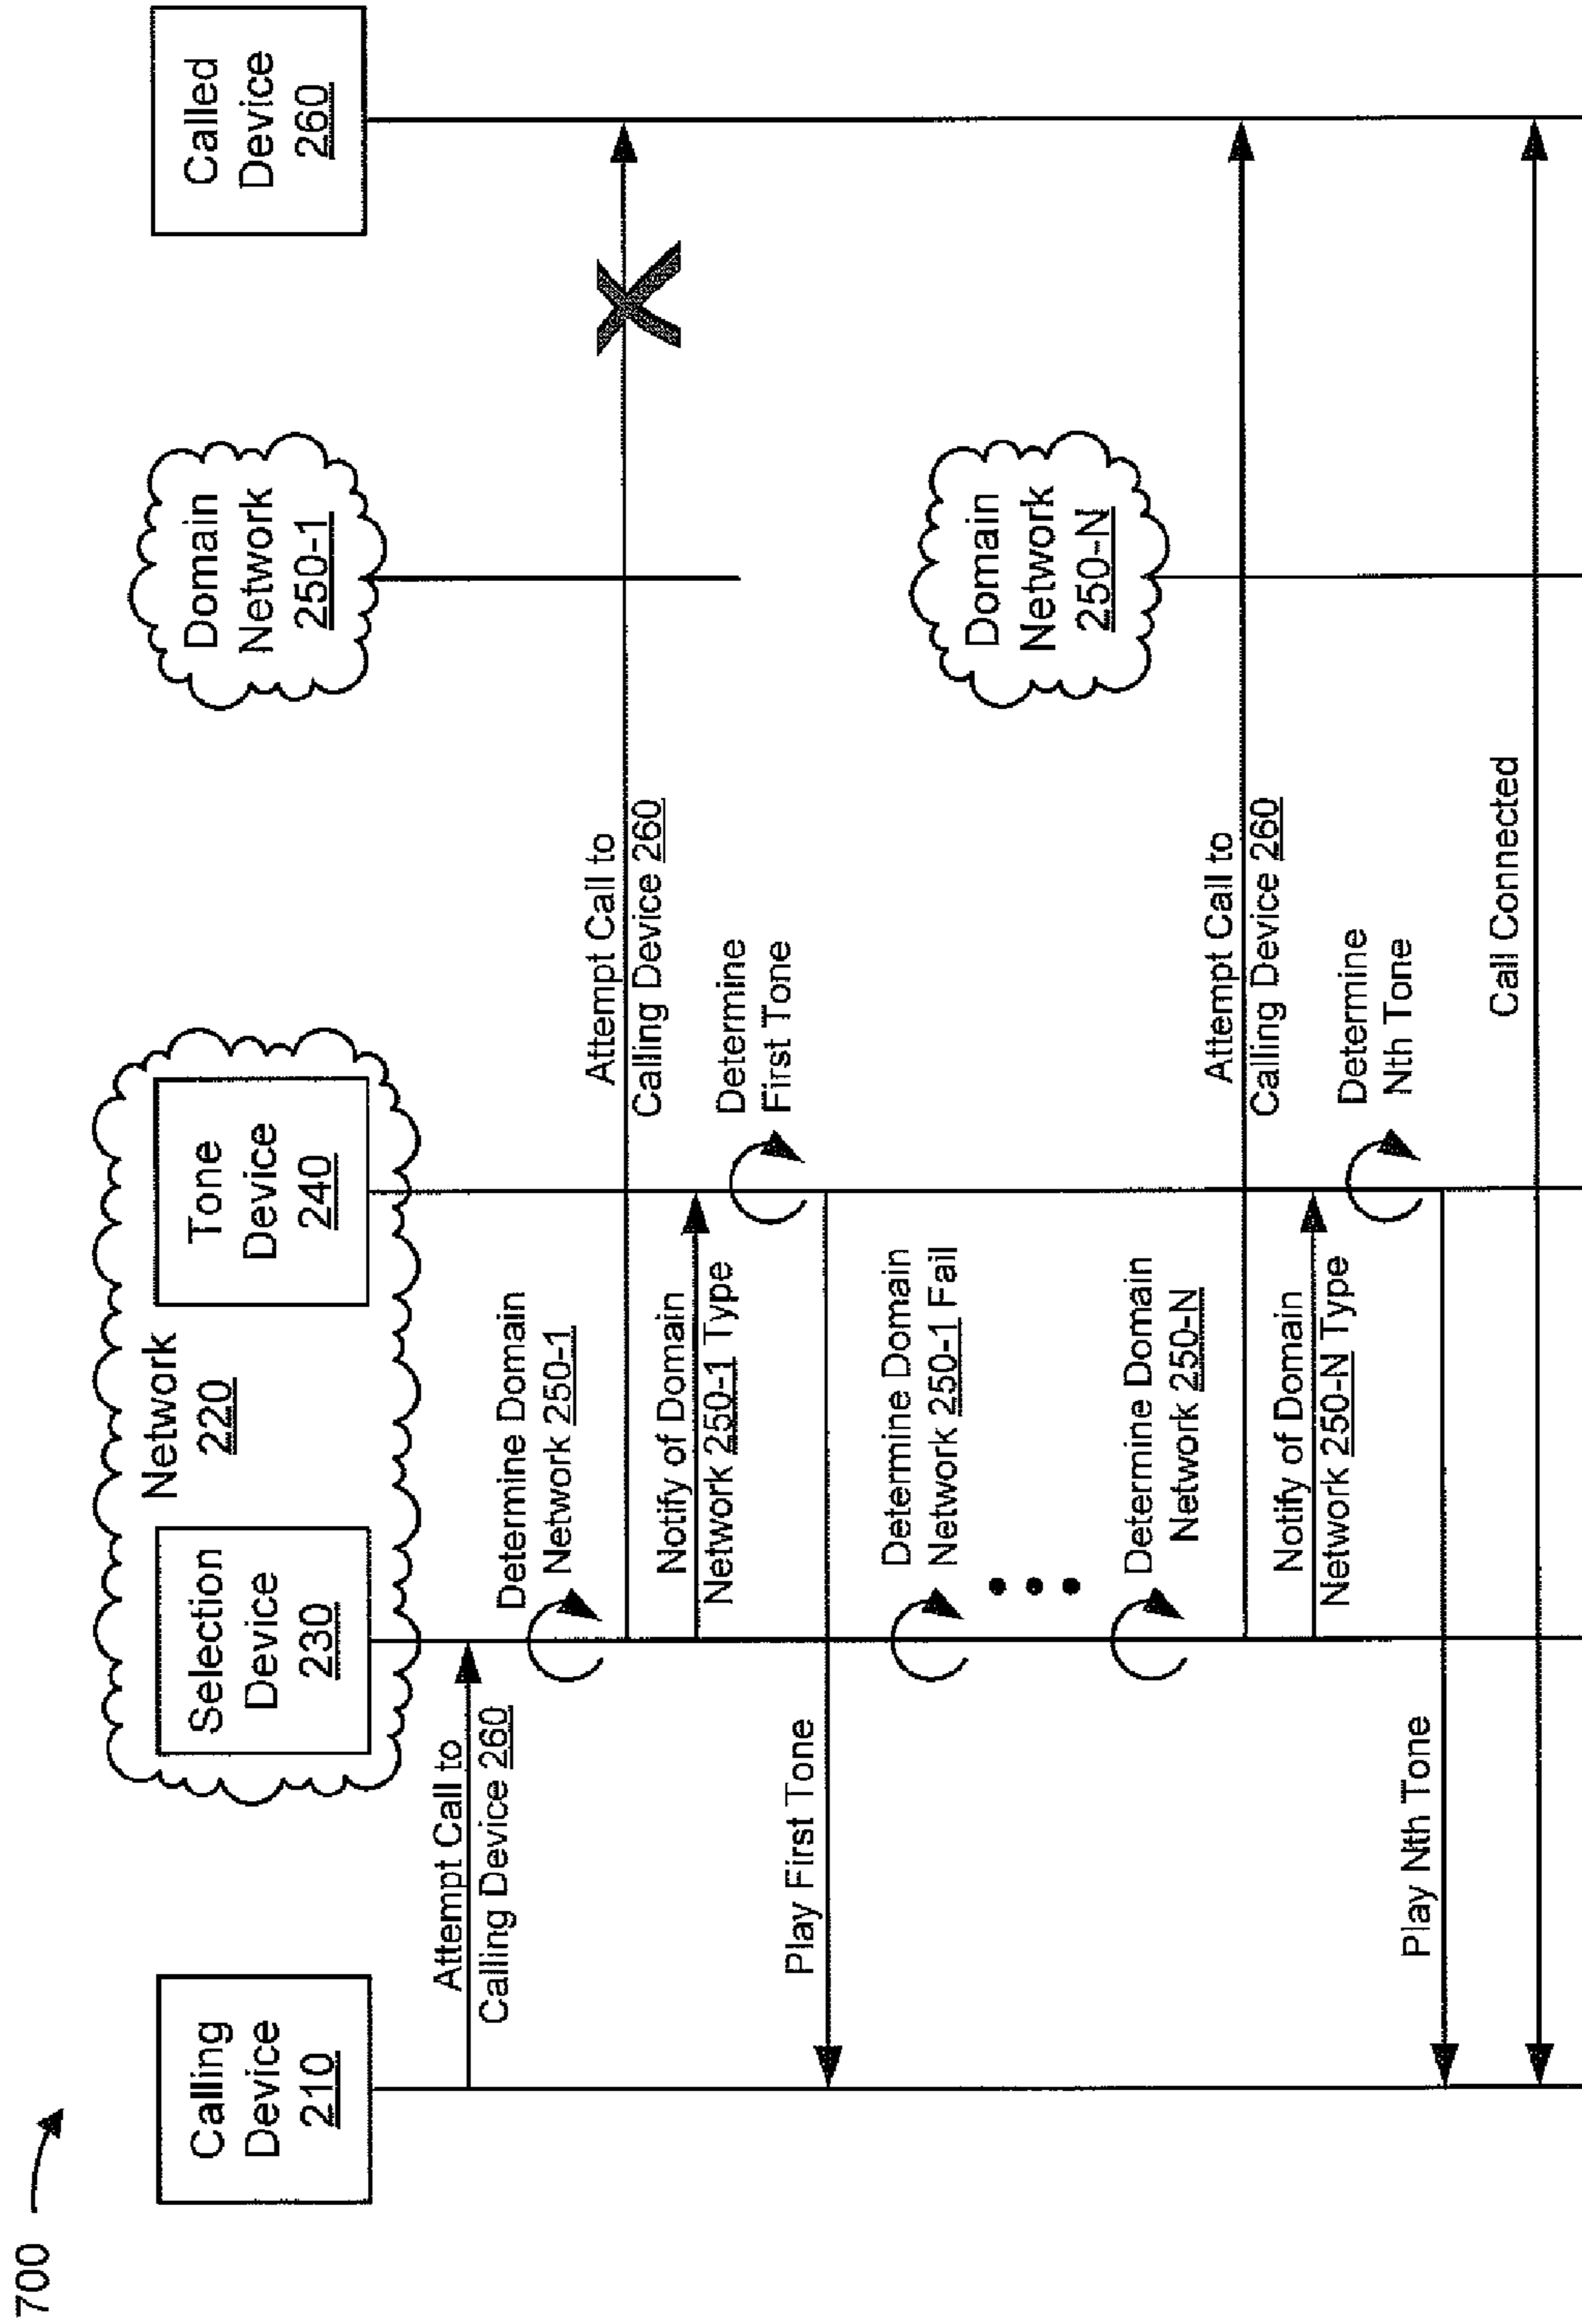 700
Calling
Device
210
Network
220
Selection
Device
230
Tone
Device
240
Domain
Network
250-1
Called
Device
260
Attempt Call to
Calling Device 260
Determine Domain
Network 250-1
Attempt Call to
Calling Device 260
Notify of Domain
Network 250-1 Type
Determine
First Tone
Play First Tone
Determine Domain
Network 250-1 Fail
Domain
Network
250-N
Determine Domain
Network 250-N
Attempt Call to
Calling Device 260
Notify of Domain
Network 250-N Type
Determine
Nth Tone
Play Nth Tone
Call Connected